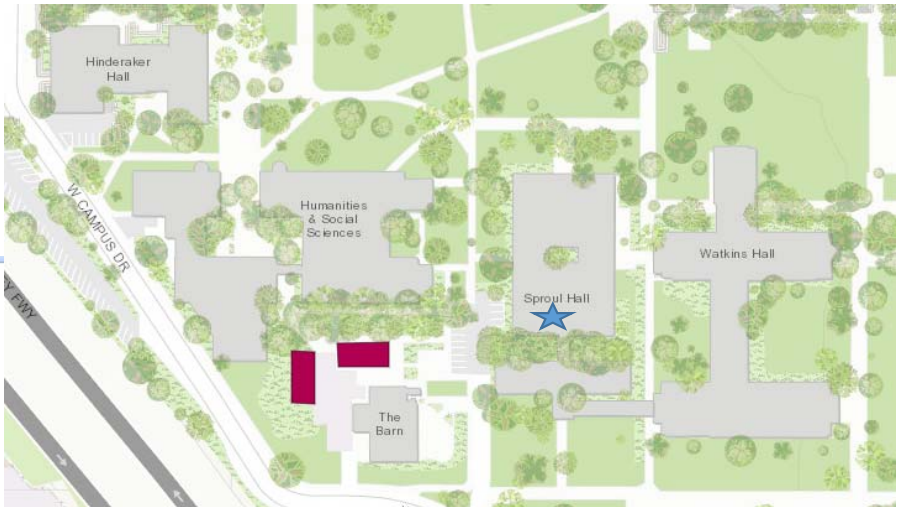 Hinderaker
Hall
Humanities
& Social
Sciences
W CAMPUS DR
Watkins Hall
Sproul Hall
Y FWY
The
Barn